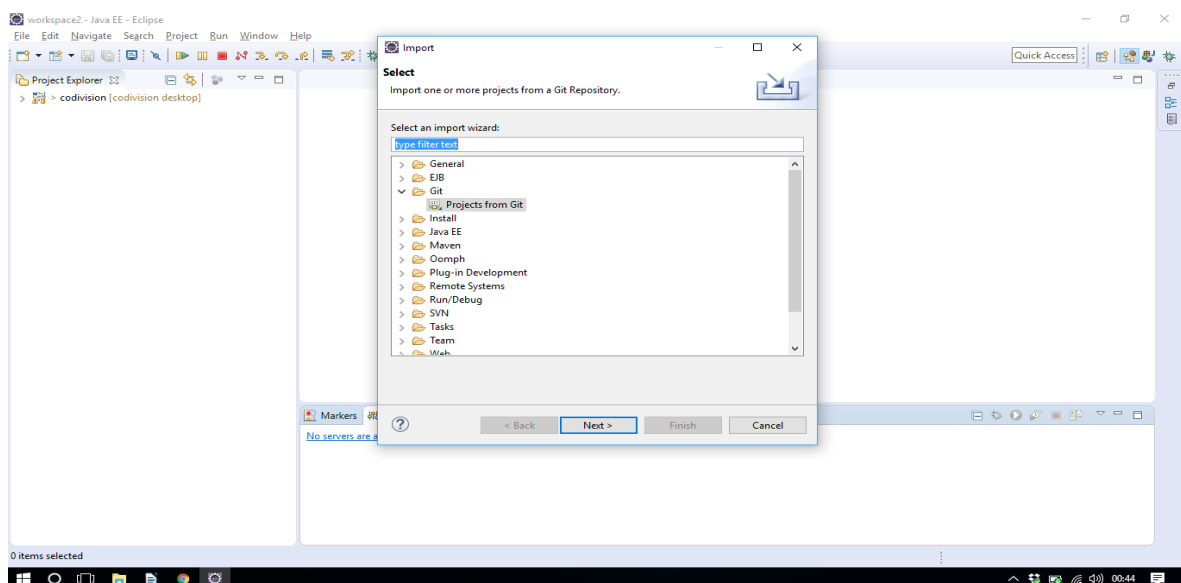 workspace2 - Java EE - Eclipse
File Edit Navigate Search Project Run Window Help
Quick Access
Project Explorer
> codivision [codivision desktop]
Import
Select
Import one or more projects from a Git Repository.
Select an import wizard:
type filter text
General
EJB
Git
Projects from Git
Install
Java EE
Maven
Oomph
Plug-in Development
Remote Systems
Run/Debug
SVN
Tasks
Team
Web
< Back Next > Finish Cancel
Markers
No servers are a
0 items selected
00:44